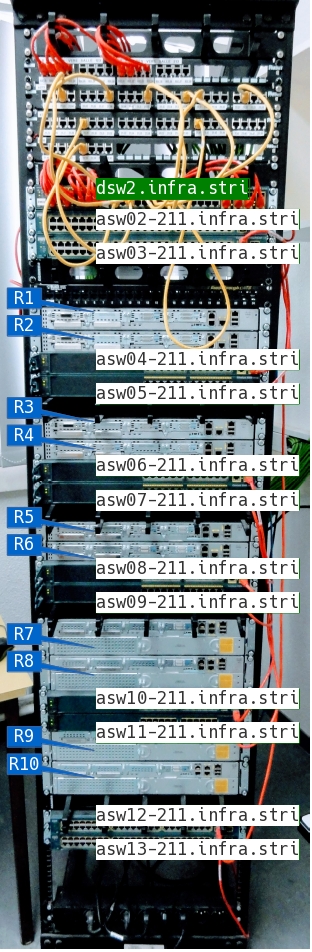 dsw2.infra.stri
asw02-211.infra.stri
asw03-211.infra.stri
R1
R2
asw04-211.infra.stri
asw05-211.infra.stri
R3
R4
asw06-211.infra.stri
asw07-211.infra.stri
R5
R6
asw08-211.infra.stri
asw09-211.infra.stri
R7
R8
asw10-211.infra.stri
asw11-211.infra.stri
R9
R10
asw12-211.infra.stri
asw13-211.infra.stri